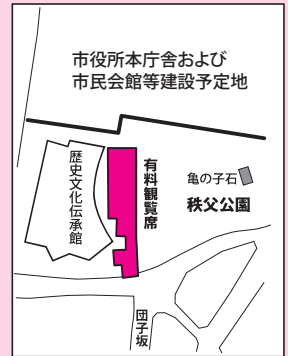 市役所本庁舎および
市民会館等建設予定地
歴史文化伝承館
有料観覧席
亀の子石
秩父公園
団子坂